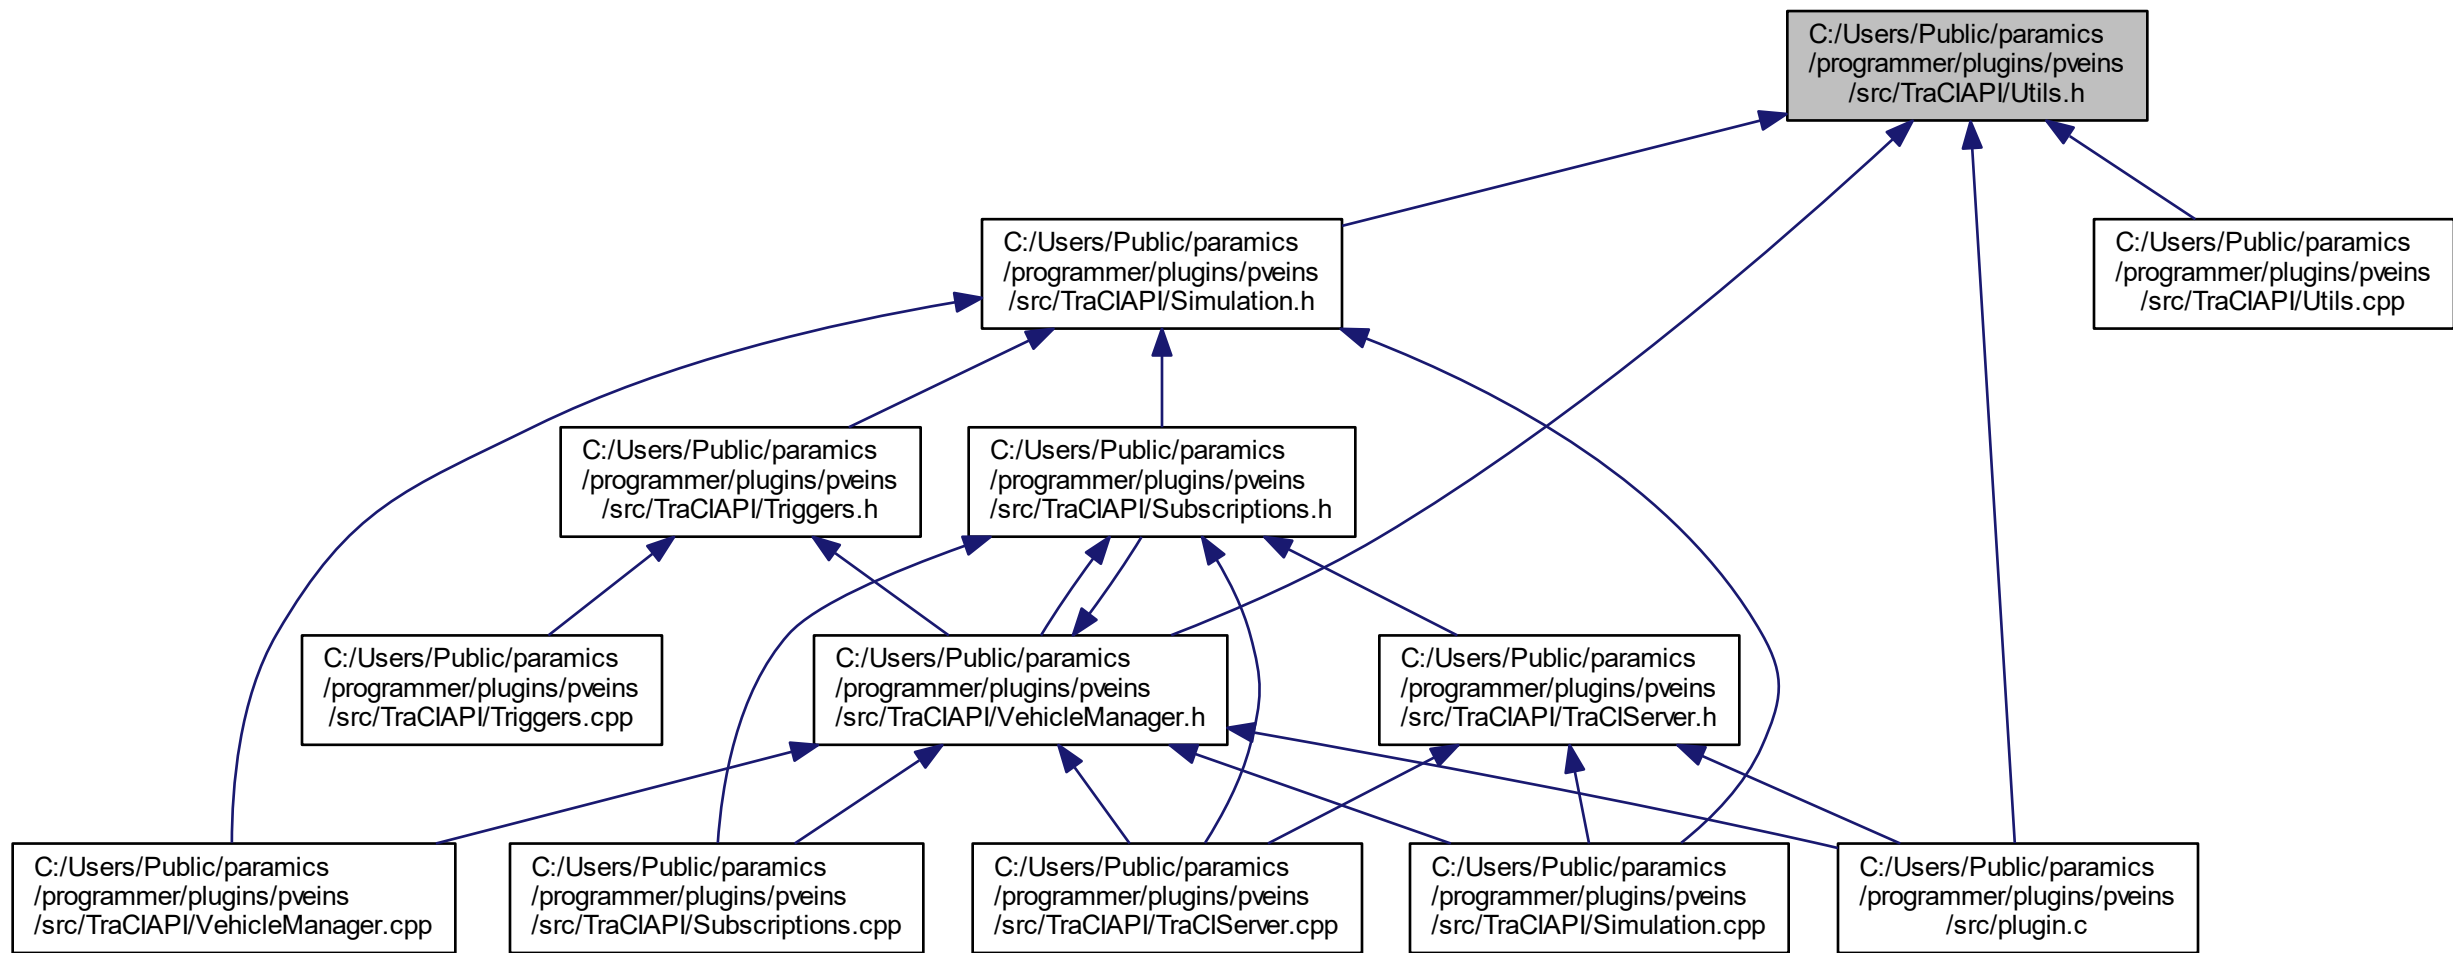 C:/Users/Public/paramics
/programmer/plugins/pveins
/src/TraCIAPI/Utils.h
C:/Users/Public/paramics
/programmer/plugins/pveins
/src/TraCIAPI/Simulation.h
C:/Users/Public/paramics
/programmer/plugins/pveins
/src/TraCIAPI/Utils.cpp
C:/Users/Public/paramics
/programmer/plugins/pveins
/src/TraCIAPI/Triggers.h
C:/Users/Public/paramics
/programmer/plugins/pveins
/src/TraCIAPI/Subscriptions.h
C:/Users/Public/paramics
/programmer/plugins/pveins
/src/TraCIAPI/Triggers.cpp
C:/Users/Public/paramics
/programmer/plugins/pveins
/src/TraCIAPI/VehicleManager.h
C:/Users/Public/paramics
/programmer/plugins/pveins
/src/TraCIAPI/TraCIServer.h
C:/Users/Public/paramics
/programmer/plugins/pveins
/src/TraCIAPI/VehicleManager.cpp
C:/Users/Public/paramics
/programmer/plugins/pveins
/src/TraCIAPI/Subscriptions.cpp
C:/Users/Public/paramics
/programmer/plugins/pveins
/src/TraCIAPI/TraCIServer.cpp
C:/Users/Public/paramics
/programmer/plugins/pveins
/src/TraCIAPI/Simulation.cpp
C:/Users/Public/paramics
/programmer/plugins/pveins
/src/plugin.c